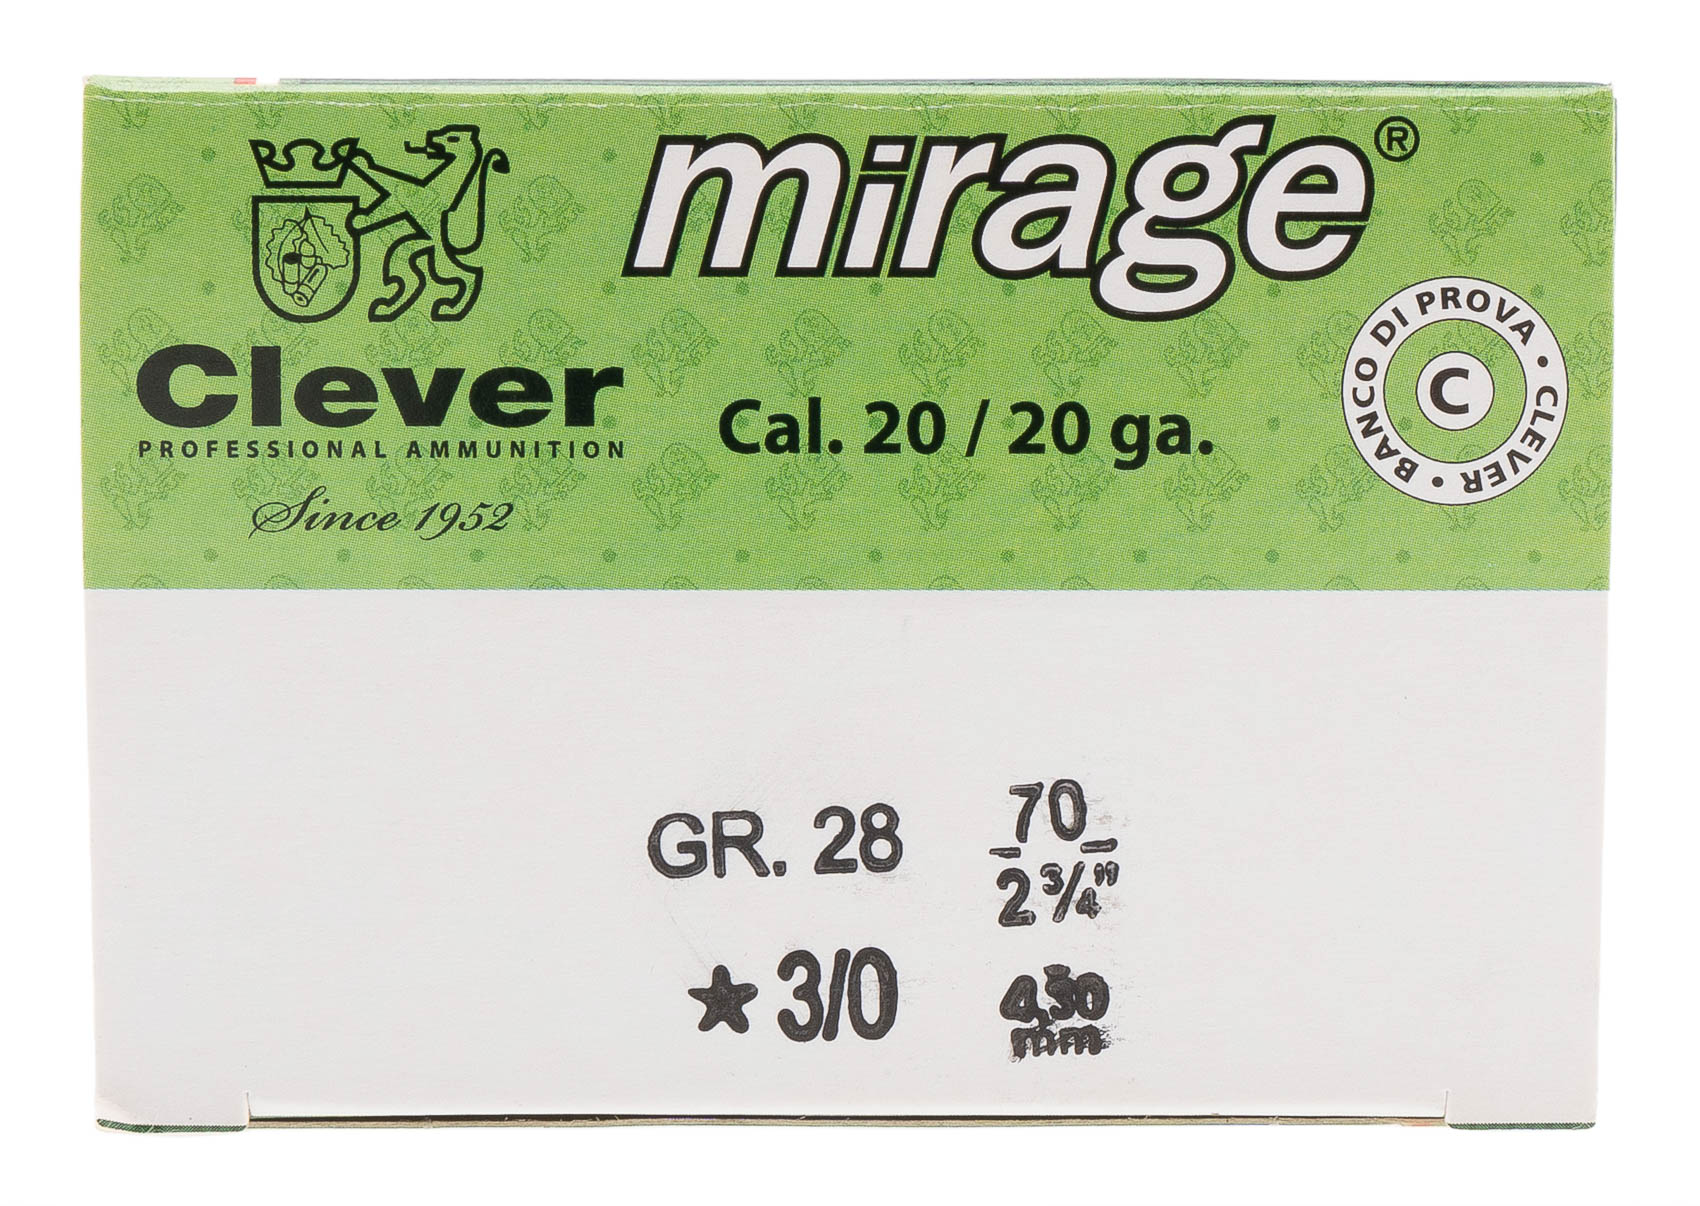 mirage®
Clever
PROFESSIONAL AMMUNITION
Since 1952
Cal. 20 / 20 ga.
BANCO DI PROVA • CLEVER •
C
GR. 28
70
2 3/4"
★ 3/0
4,50
mm